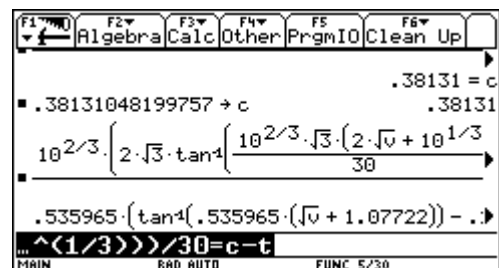 F1 F2 Algebra F3 Calc F4 Other F5 PrgmIO F6 Clean Up
.38131 = c
.38131048199757 → c .38131
10^2/3·(2·√3·tan⁻¹(10^2/3·√3·(2·√v + 10^1/3
30
.535965·(tan⁻¹(.535965·(√v + 1.07722)) - .:
…^(1/3)))/30=c-t
MAIN RAD AUTO FUNC 5/30